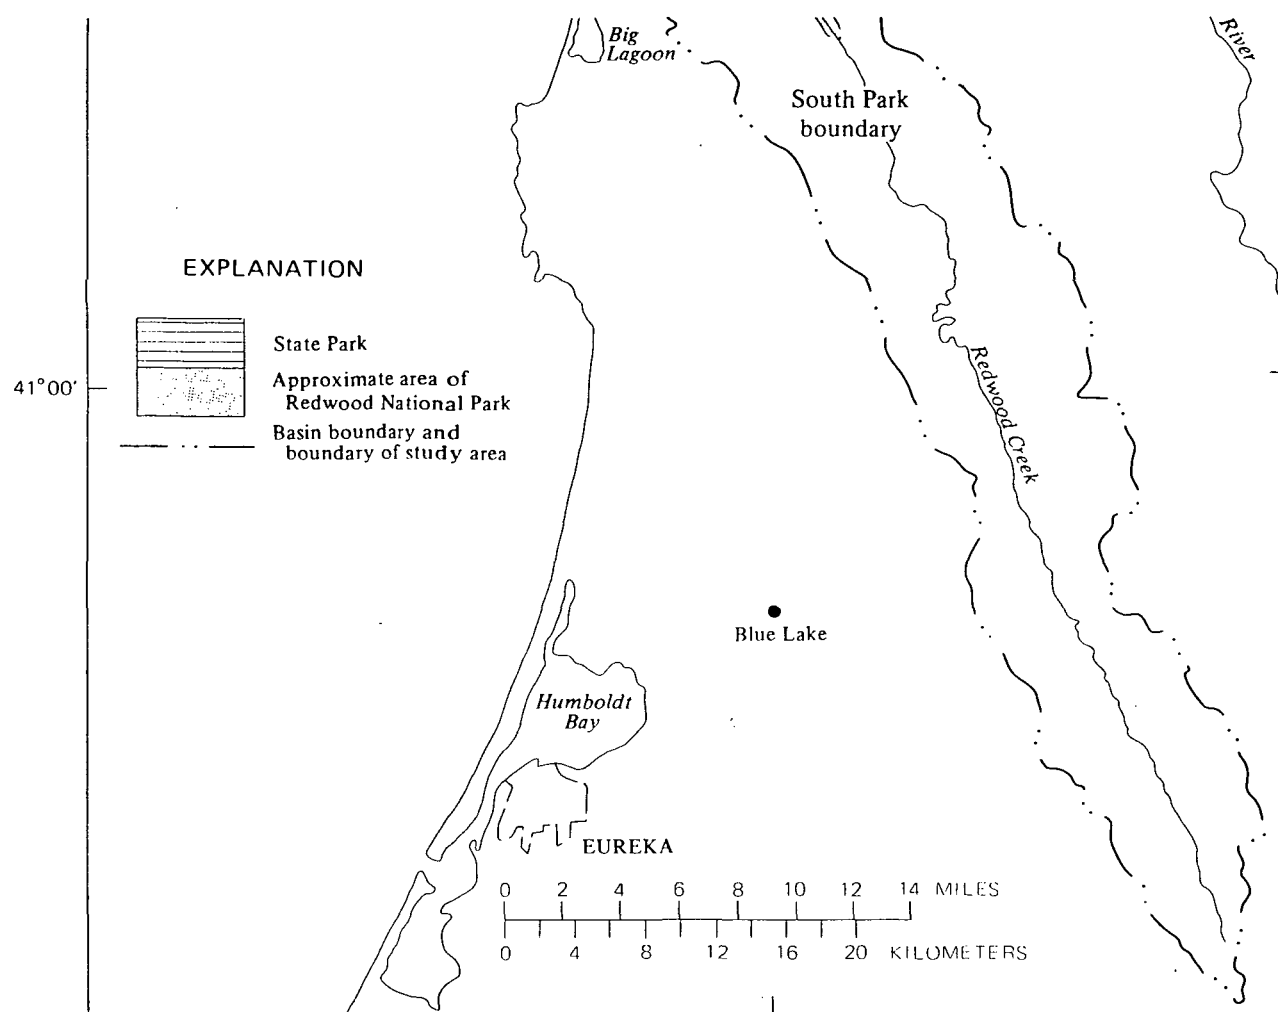 Big
Lagoon
River
South Park
boundary
EXPLANATION
State Park
Approximate area of
Redwood National Park
Basin boundary and
boundary of study area
41°00'
Redwood Creek
Blue Lake
Humboldt
Bay
EUREKA
0 2 4 6 8 10 12 14 MILES
0 4 8 12 16 20 KILOMETERS